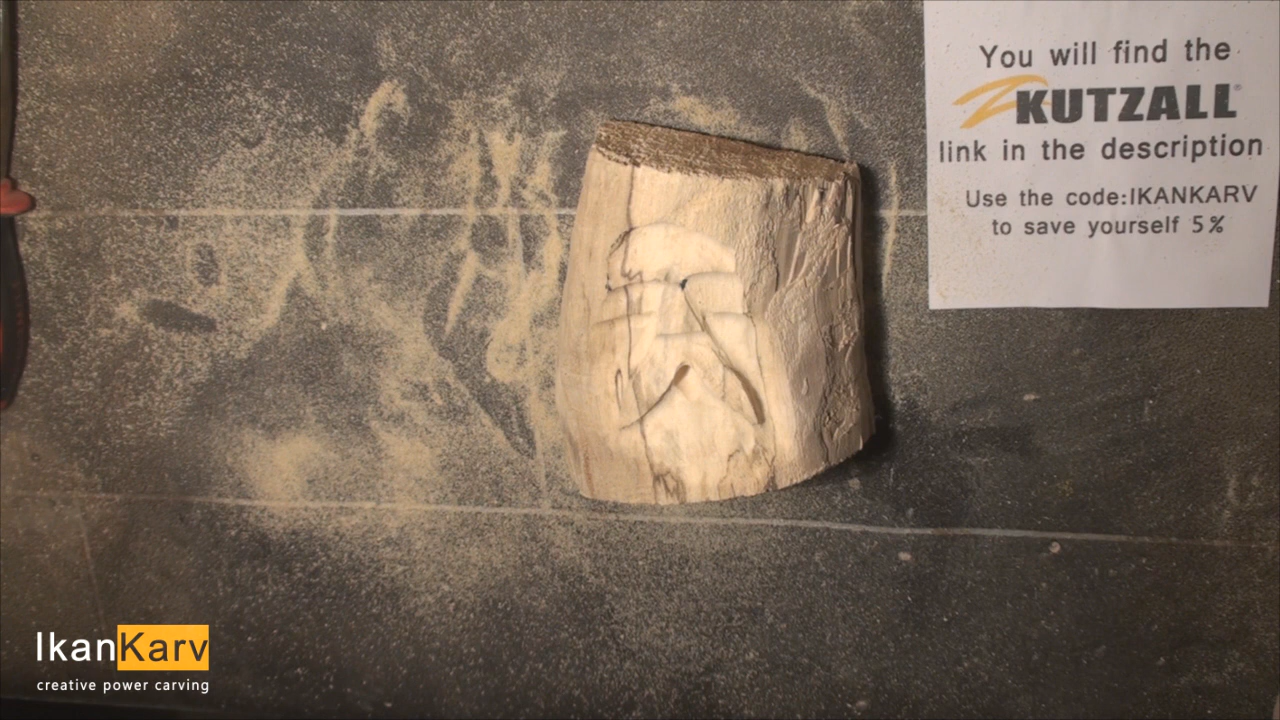 You will find the
KUTZALL®
link in the description
Use the code:IKANKARV
to save yourself 5%
IkanKarv
creative power carving